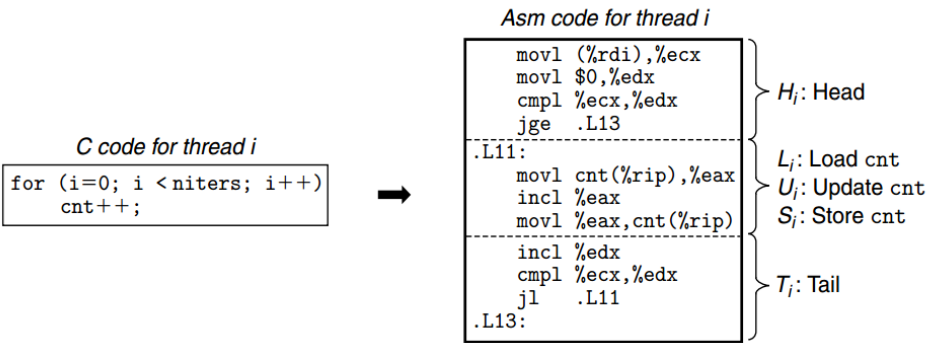 Asm code for thread i
movl (%rdi),%ecx
movl $0,%edx
cmpl %ecx,%edx
jge .L13
H_i: Head
C code for thread i
for (i=0; i < niters; i++)
cnt++;
.L11:
movl cnt(%rip),%eax
incl %eax
movl %eax,cnt(%rip)
L_i: Load cnt
U_i: Update cnt
S_i: Store cnt
incl %edx
cmpl %ecx,%edx
jl .L11
.L13:
T_i: Tail